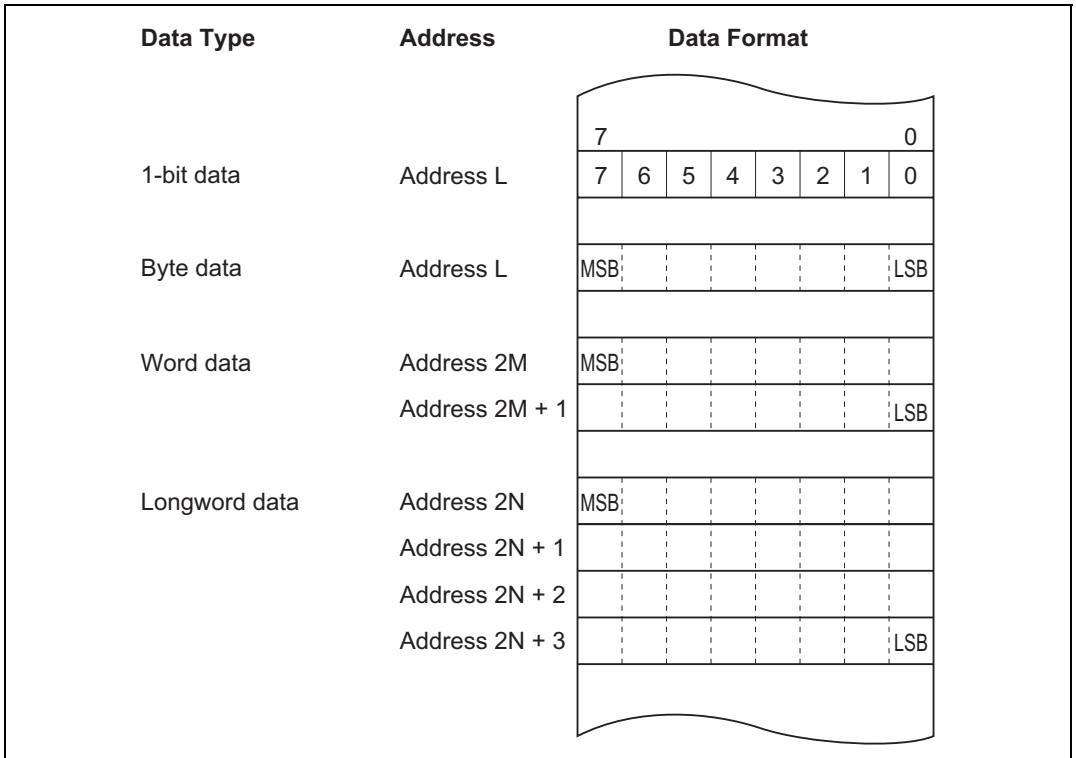 Data Type Address Data Format
7 0
1-bit data Address L 7 6 5 4 3 2 1 0
Byte data Address L MSB LSB
Word data Address 2M MSB
Address 2M + 1 LSB
Longword data Address 2N MSB
Address 2N + 1
Address 2N + 2
Address 2N + 3 LSB